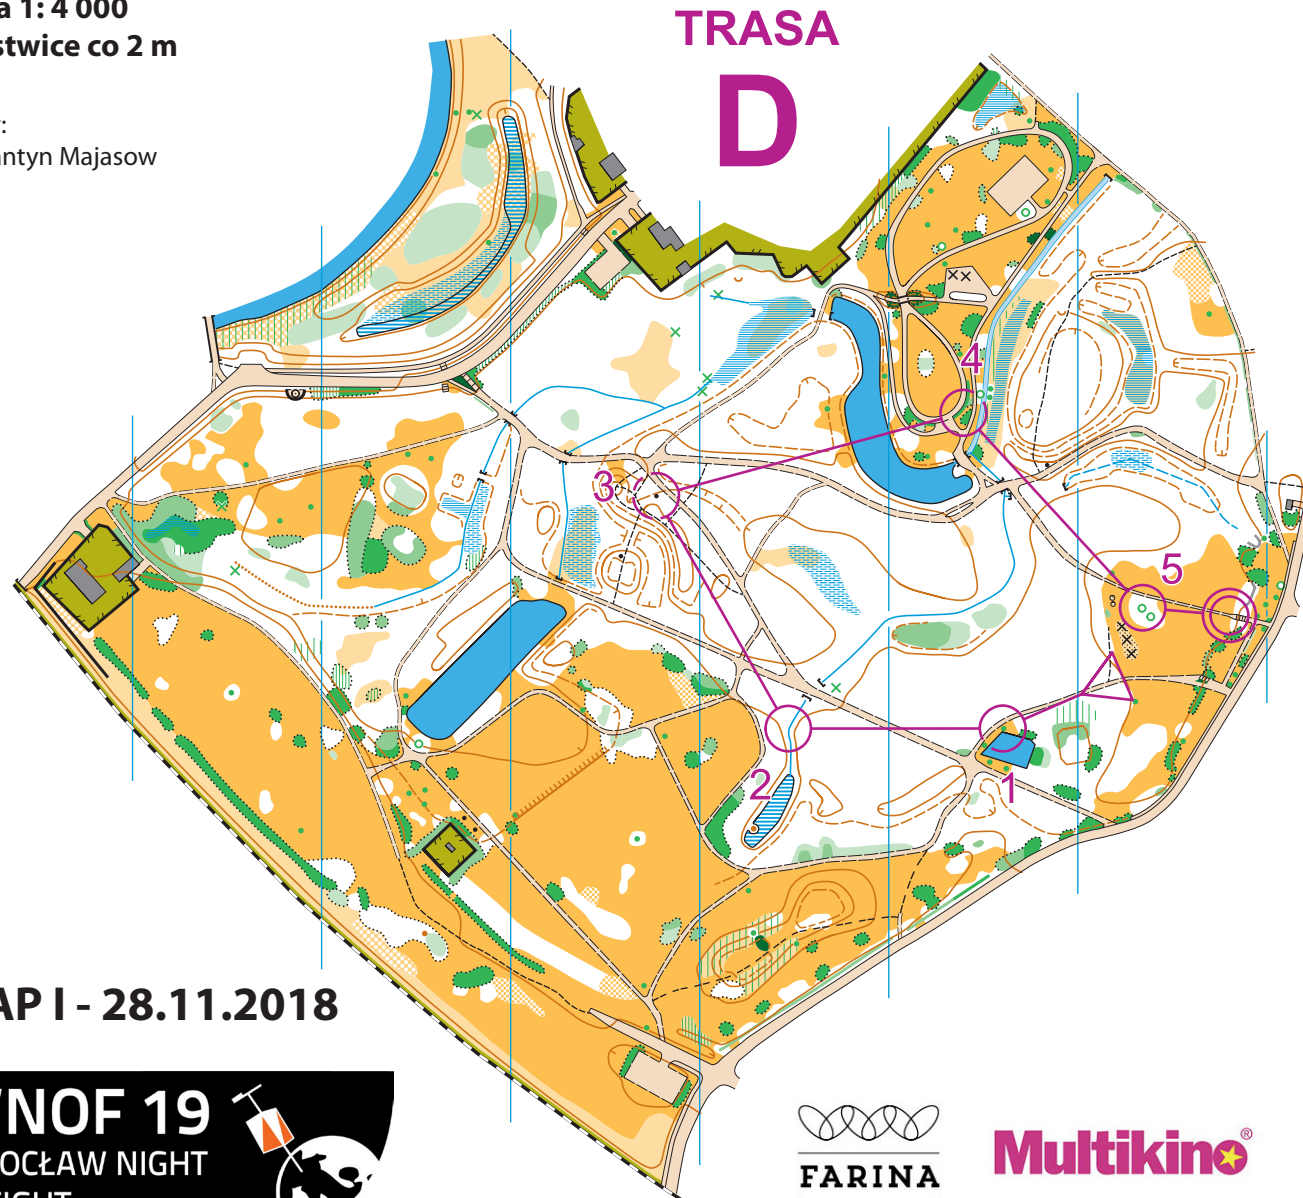 a 1: 4 000
stwice co 2 m
r:
antyn Majasow
TRASA
D
4
3
5
2
1
AP I - 28.11.2018
NOF 19
OCŁAW NIGHT
FARINA
Multikino®